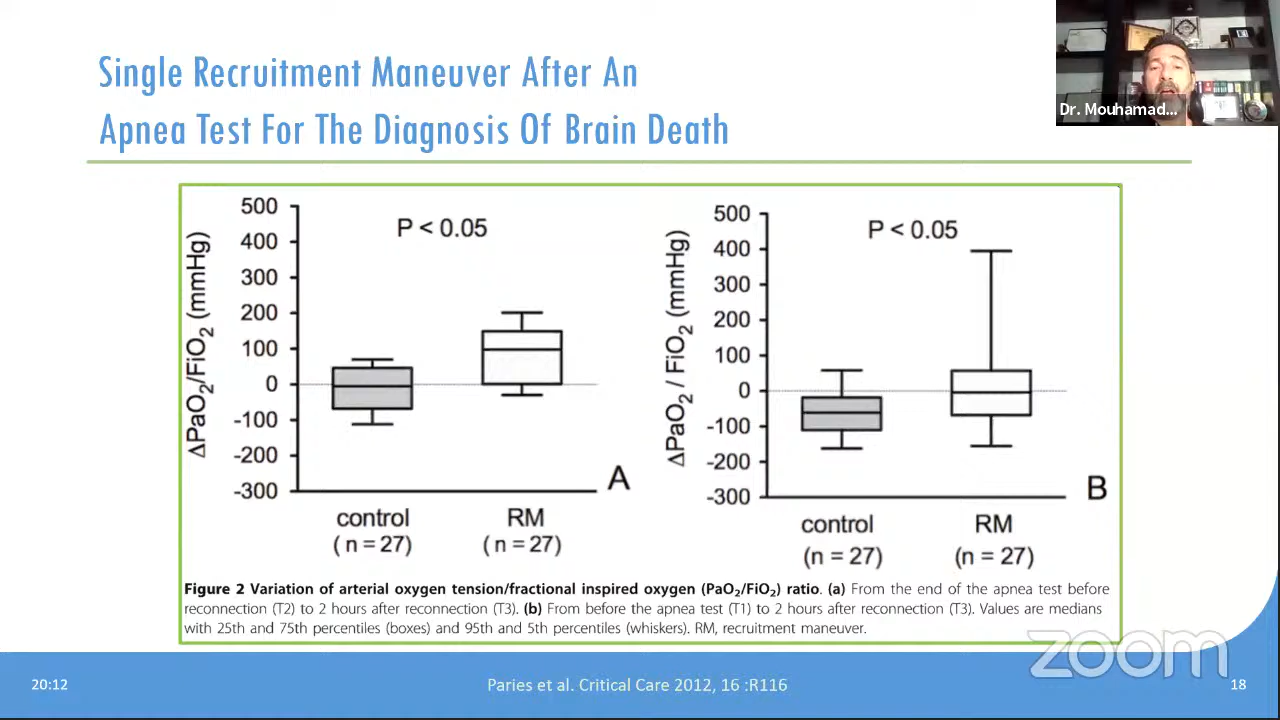 Single Recruitment Maneuver After An
Apnea Test For The Diagnosis Of Brain Death
Dr. Mouhamad...
500
400
300
200
100
0
-100
-200
-300
ΔPaO₂/FiO₂ (mmHg)
P < 0.05
A
control
RM
( n = 27)
( n = 27)
500
400
300
200
100
0
-100
-200
-300
ΔPaO₂ / FiO₂ (mmHg)
P < 0.05
B
control
RM
(n = 27)
(n = 27)
Figure 2 Variation of arterial oxygen tension/fractional inspired oxygen (PaO₂/FiO₂) ratio. (a) From the end of the apnea test before
reconnection (T2) to 2 hours after reconnection (T3). (b) From before the apnea test (T1) to 2 hours after reconnection (T3). Values are medians
with 25th and 75th percentiles (boxes) and 95th and 5th percentiles (whiskers). RM, recruitment maneuver.
zoom
20:12
Paries et al. Critical Care 2012, 16 :R116
18